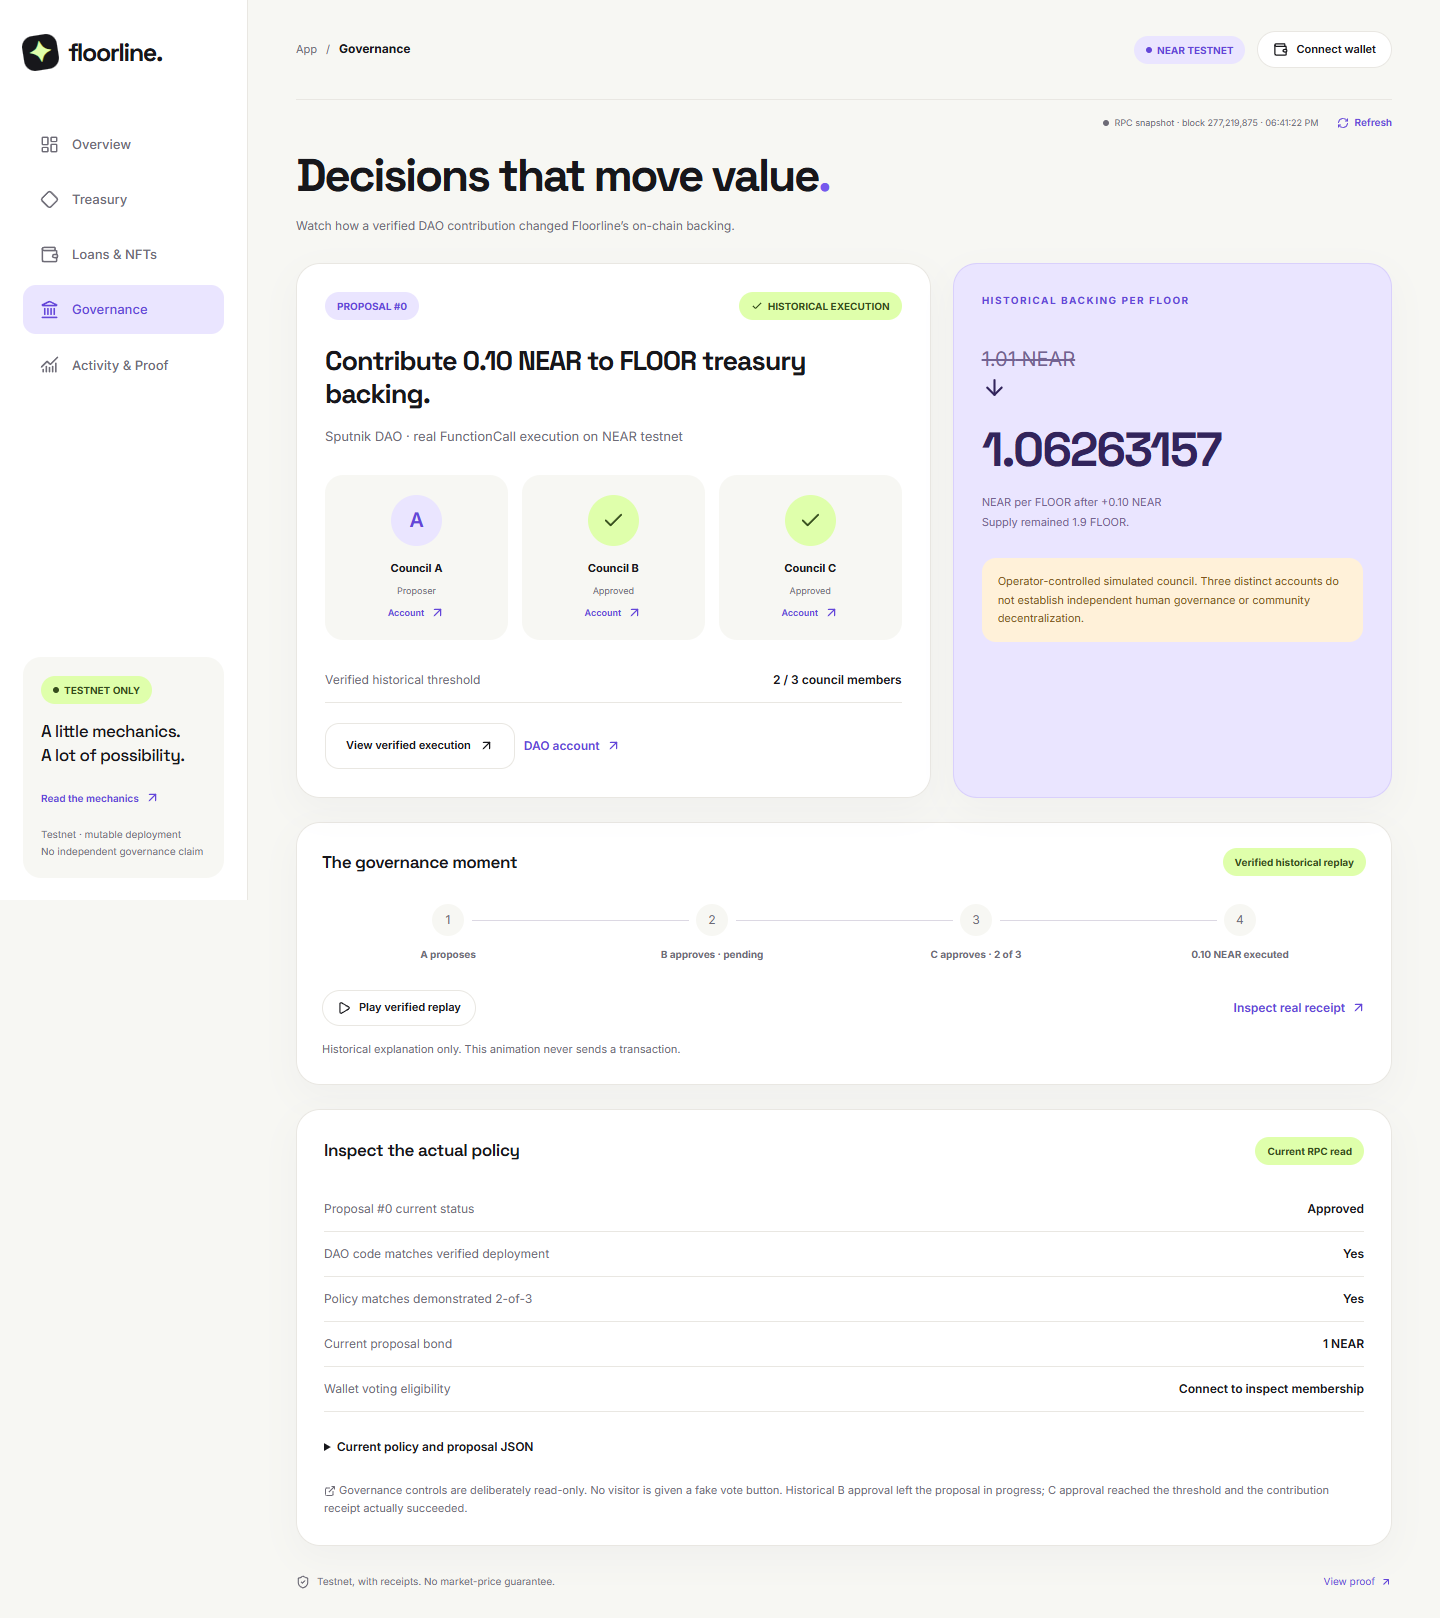 floorline.
Overview
Treasury
Loans & NFTs
Governance
Activity & Proof
TESTNET ONLY
A little mechanics.
A lot of possibility.
Read the mechanics
Testnet · mutable deployment
No independent governance claim
App / Governance
NEAR TESTNET
Connect wallet
RPC snapshot · block 277,219,875 · 06:41:22 PM
Refresh
Decisions that move value.
Watch how a verified DAO contribution changed Floorline’s on-chain backing.
PROPOSAL #0
HISTORICAL EXECUTION
Contribute 0.10 NEAR to FLOOR treasury
backing.
Sputnik DAO · real FunctionCall execution on NEAR testnet
A
Council A
Proposer
Account
Council B
Approved
Account
Council C
Approved
Account
Verified historical threshold
2 / 3 council members
View verified execution
DAO account
HISTORICAL BACKING PER FLOOR
1.01 NEAR
1.06263157
NEAR per FLOOR after +0.10 NEAR
Supply remained 1.9 FLOOR.
Operator-controlled simulated council. Three distinct accounts do
not establish independent human governance or community
decentralization.
The governance moment
Verified historical replay
1
2
3
4
A proposes
B approves · pending
C approves · 2 of 3
0.10 NEAR executed
Play verified replay
Inspect real receipt
Historical explanation only. This animation never sends a transaction.
Inspect the actual policy
Current RPC read
Proposal #0 current status
Approved
DAO code matches verified deployment
Yes
Policy matches demonstrated 2-of-3
Yes
Current proposal bond
1 NEAR
Wallet voting eligibility
Connect to inspect membership
Current policy and proposal JSON
Governance controls are deliberately read-only. No visitor is given a fake vote button. Historical B approval left the proposal in progress; C approval reached the threshold and the contribution
receipt actually succeeded.
Testnet, with receipts. No market-price guarantee.
View proof